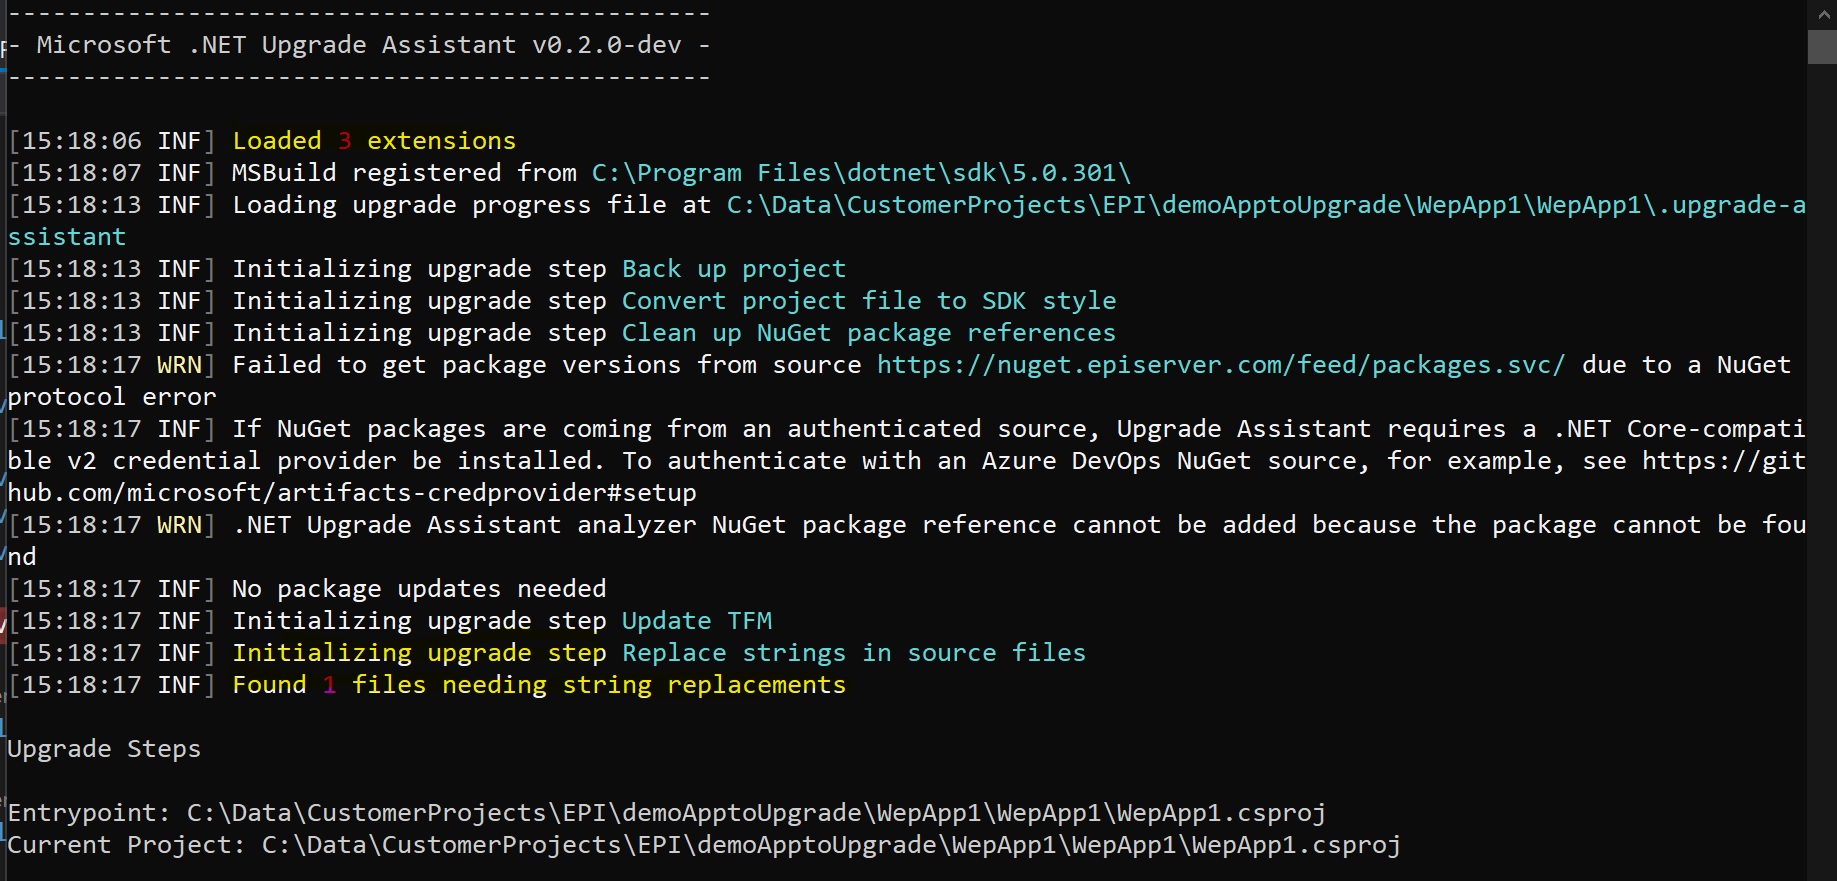 -----------------------------------------------
- Microsoft .NET Upgrade Assistant v0.2.0-dev -
-----------------------------------------------
[15:18:06 INF] Loaded 3 extensions
[15:18:07 INF] MSBuild registered from C:\Program Files\dotnet\sdk\5.0.301\
[15:18:13 INF] Loading upgrade progress file at C:\Data\CustomerProjects\EPI\demoApptoUpgrade\WepApp1\WepApp1\.upgrade-a
ssistant
[15:18:13 INF] Initializing upgrade step Back up project
[15:18:13 INF] Initializing upgrade step Convert project file to SDK style
[15:18:13 INF] Initializing upgrade step Clean up NuGet package references
[15:18:17 WRN] Failed to get package versions from source https://nuget.episerver.com/feed/packages.svc/ due to a NuGet
protocol error
[15:18:17 INF] If NuGet packages are coming from an authenticated source, Upgrade Assistant requires a .NET Core-compati
ble v2 credential provider be installed. To authenticate with an Azure DevOps NuGet source, for example, see https://git
hub.com/microsoft/artifacts-credprovider#setup
[15:18:17 WRN] .NET Upgrade Assistant analyzer NuGet package reference cannot be added because the package cannot be fou
nd
[15:18:17 INF] No package updates needed
[15:18:17 INF] Initializing upgrade step Update TFM
[15:18:17 INF] Initializing upgrade step Replace strings in source files
[15:18:17 INF] Found 1 files needing string replacements
Upgrade Steps
Entrypoint: C:\Data\CustomerProjects\EPI\demoApptoUpgrade\WepApp1\WepApp1\WepApp1.csproj
Current Project: C:\Data\CustomerProjects\EPI\demoApptoUpgrade\WepApp1\WepApp1\WepApp1.csproj